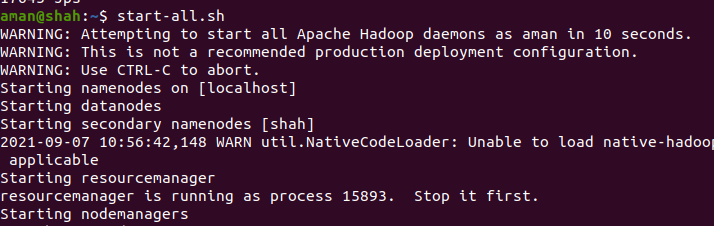 aman@shah:~$ start-all.sh
WARNING: Attempting to start all Apache Hadoop daemons as aman in 10 seconds.
WARNING: This is not a recommended production deployment configuration.
WARNING: Use CTRL-C to abort.
Starting namenodes on [localhost]
Starting datanodes
Starting secondary namenodes [shah]
2021-09-07 10:56:42,148 WARN util.NativeCodeLoader: Unable to load native-hadoop
 applicable
Starting resourcemanager
resourcemanager is running as process 15893.  Stop it first.
Starting nodemanagers